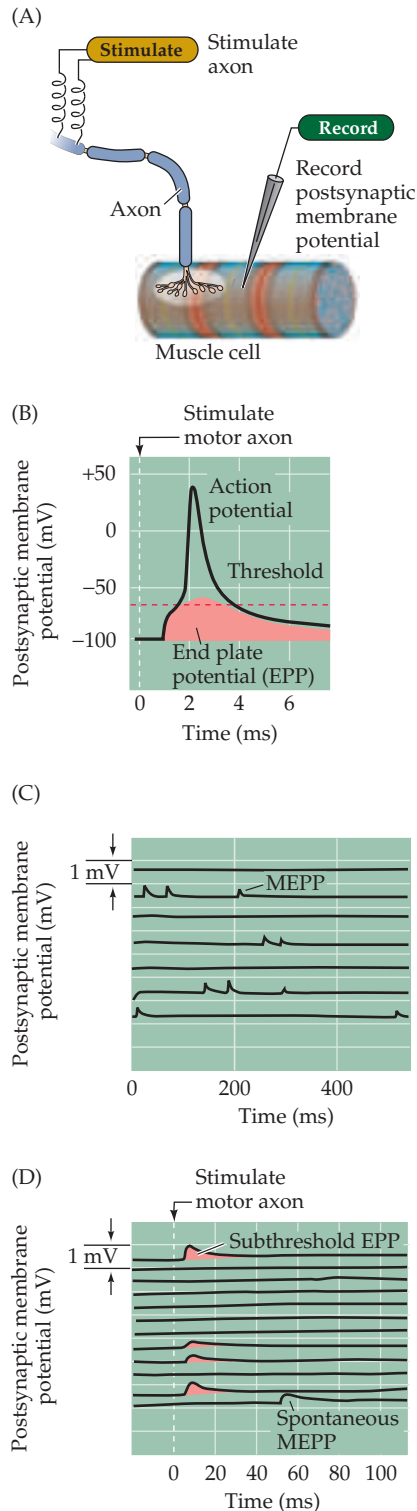 (A)
Stimulate
Stimulate
axon
Record
Record
postsynaptic
membrane
potential
Axon
Muscle cell
(B)
Stimulate
motor axon
Postsynaptic membrane
potential (mV)
+50
0
−50
−100
Action
potential
Threshold
End plate
potential (EPP)
0 2 4 6
Time (ms)
(C)
Postsynaptic membrane
potential (mV)
1 mV
MEPP
0 200 400
Time (ms)
(D)
Stimulate
motor axon
Postsynaptic membrane
potential (mV)
1 mV
Subthreshold EPP
Spontaneous
MEPP
0 20 40 60 80 100
Time (ms)